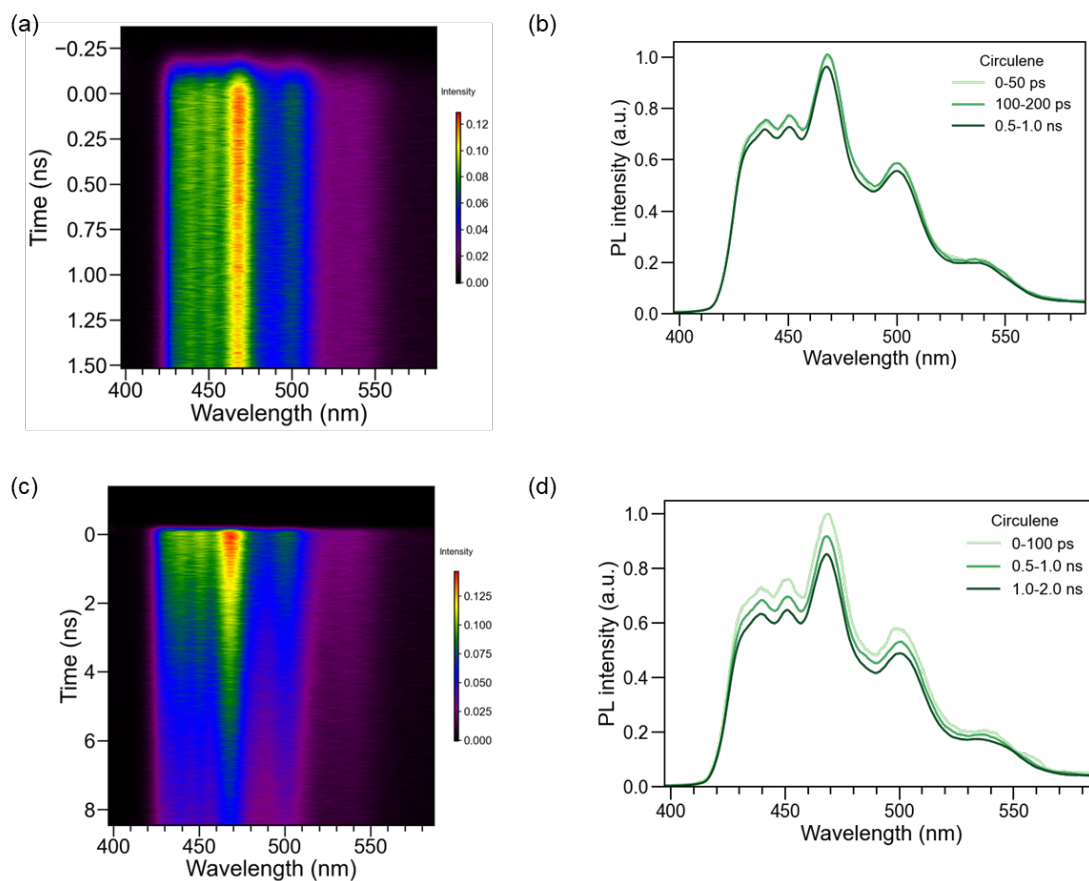 (a)
−0.25
0.00
0.25
0.50
0.75
1.00
1.25
1.50
Time (ns)
400
450
500
550
Wavelength (nm)
Intensity
0.12
0.10
0.08
0.06
0.04
0.02
0.00
(b)
1.0
0.8
0.6
0.4
0.2
0.0
PL intensity (a.u.)
400
450
500
550
Wavelength (nm)
Circulene
0-50 ps
100-200 ps
0.5-1.0 ns
(c)
0
2
4
6
8
Time (ns)
400
450
500
550
Wavelength (nm)
Intensity
0.125
0.100
0.075
0.050
0.025
0.000
(d)
1.0
0.8
0.6
0.4
0.2
0.0
PL intensity (a.u.)
400
450
500
550
Wavelength (nm)
Circulene
0-100 ps
0.5-1.0 ns
1.0-2.0 ns